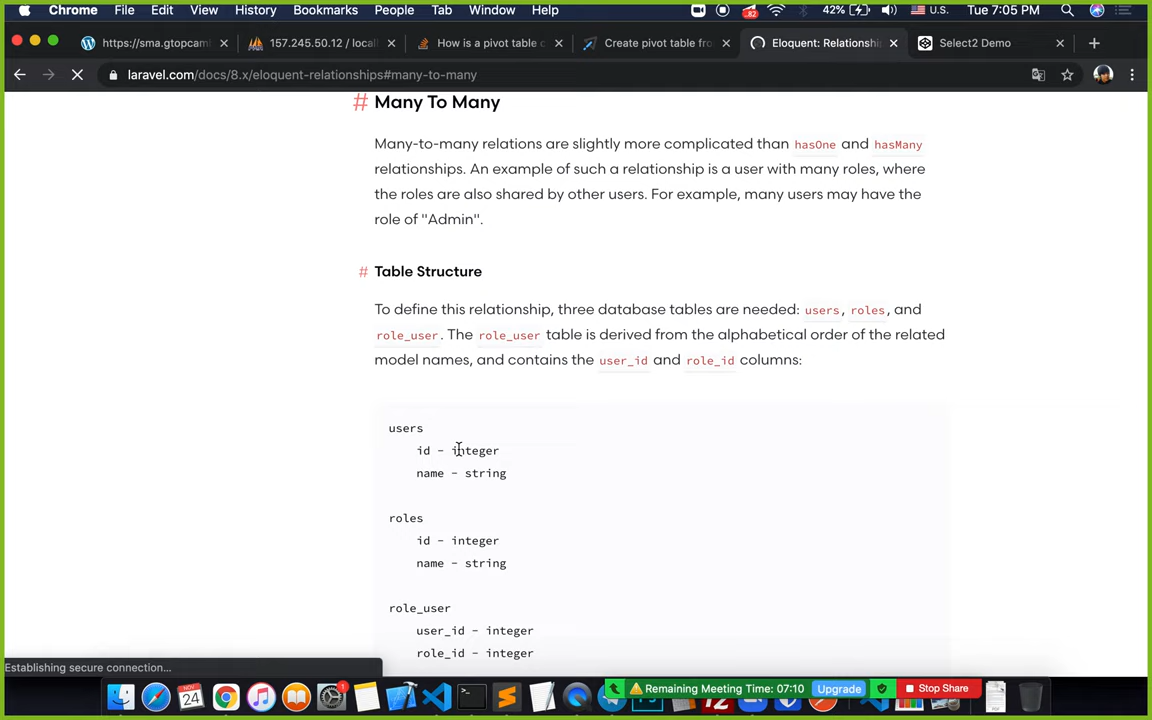 Chrome File Edit View History Bookmarks People Tab Window Help 82 42% U.S. Tue 7:05 PM
https://sma.gtopcam 157.245.50.12 / local How is a pivot table c Create pivot table fro Eloquent: Relationshi Select2 Demo
laravel.com/docs/8.x/eloquent-relationships#many-to-many
# Many To Many
Many-to-many relations are slightly more complicated than hasOne and hasMany
relationships. An example of such a relationship is a user with many roles, where
the roles are also shared by other users. For example, many users may have the
role of "Admin".
# Table Structure
To define this relationship, three database tables are needed: users, roles, and
role_user. The role_user table is derived from the alphabetical order of the related
model names, and contains the user_id and role_id columns:
users
id - integer
name - string
roles
id - integer
name - string
role_user
user_id - integer
role_id - integer
Establishing secure connection...
NOV
24
1
Remaining Meeting Time: 07:10 Upgrade Stop Share